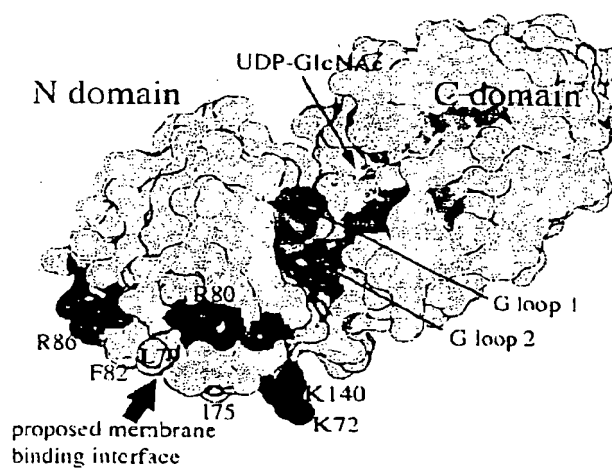 UDP-GlcNAc
N domain
C domain
R80
G loop 1
G loop 2
R86
L79
F82
I75
K140
K72
proposed membrane
binding interface